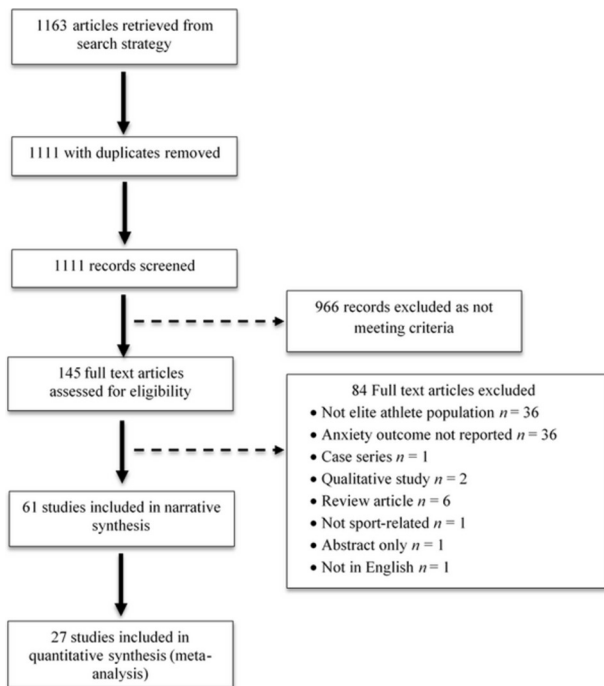 1163 articles retrieved from
search strategy
1111 with duplicates removed
1111 records screened
966 records excluded as not
meeting criteria
145 full text articles
assessed for eligibility
84 Full text articles excluded
• Not elite athlete population n = 36
• Anxiety outcome not reported n = 36
• Case series n = 1
• Qualitative study n = 2
• Review article n = 6
• Not sport-related n = 1
• Abstract only n = 1
• Not in English n = 1
61 studies included in narrative
synthesis
27 studies included in
quantitative synthesis (meta-
analysis)